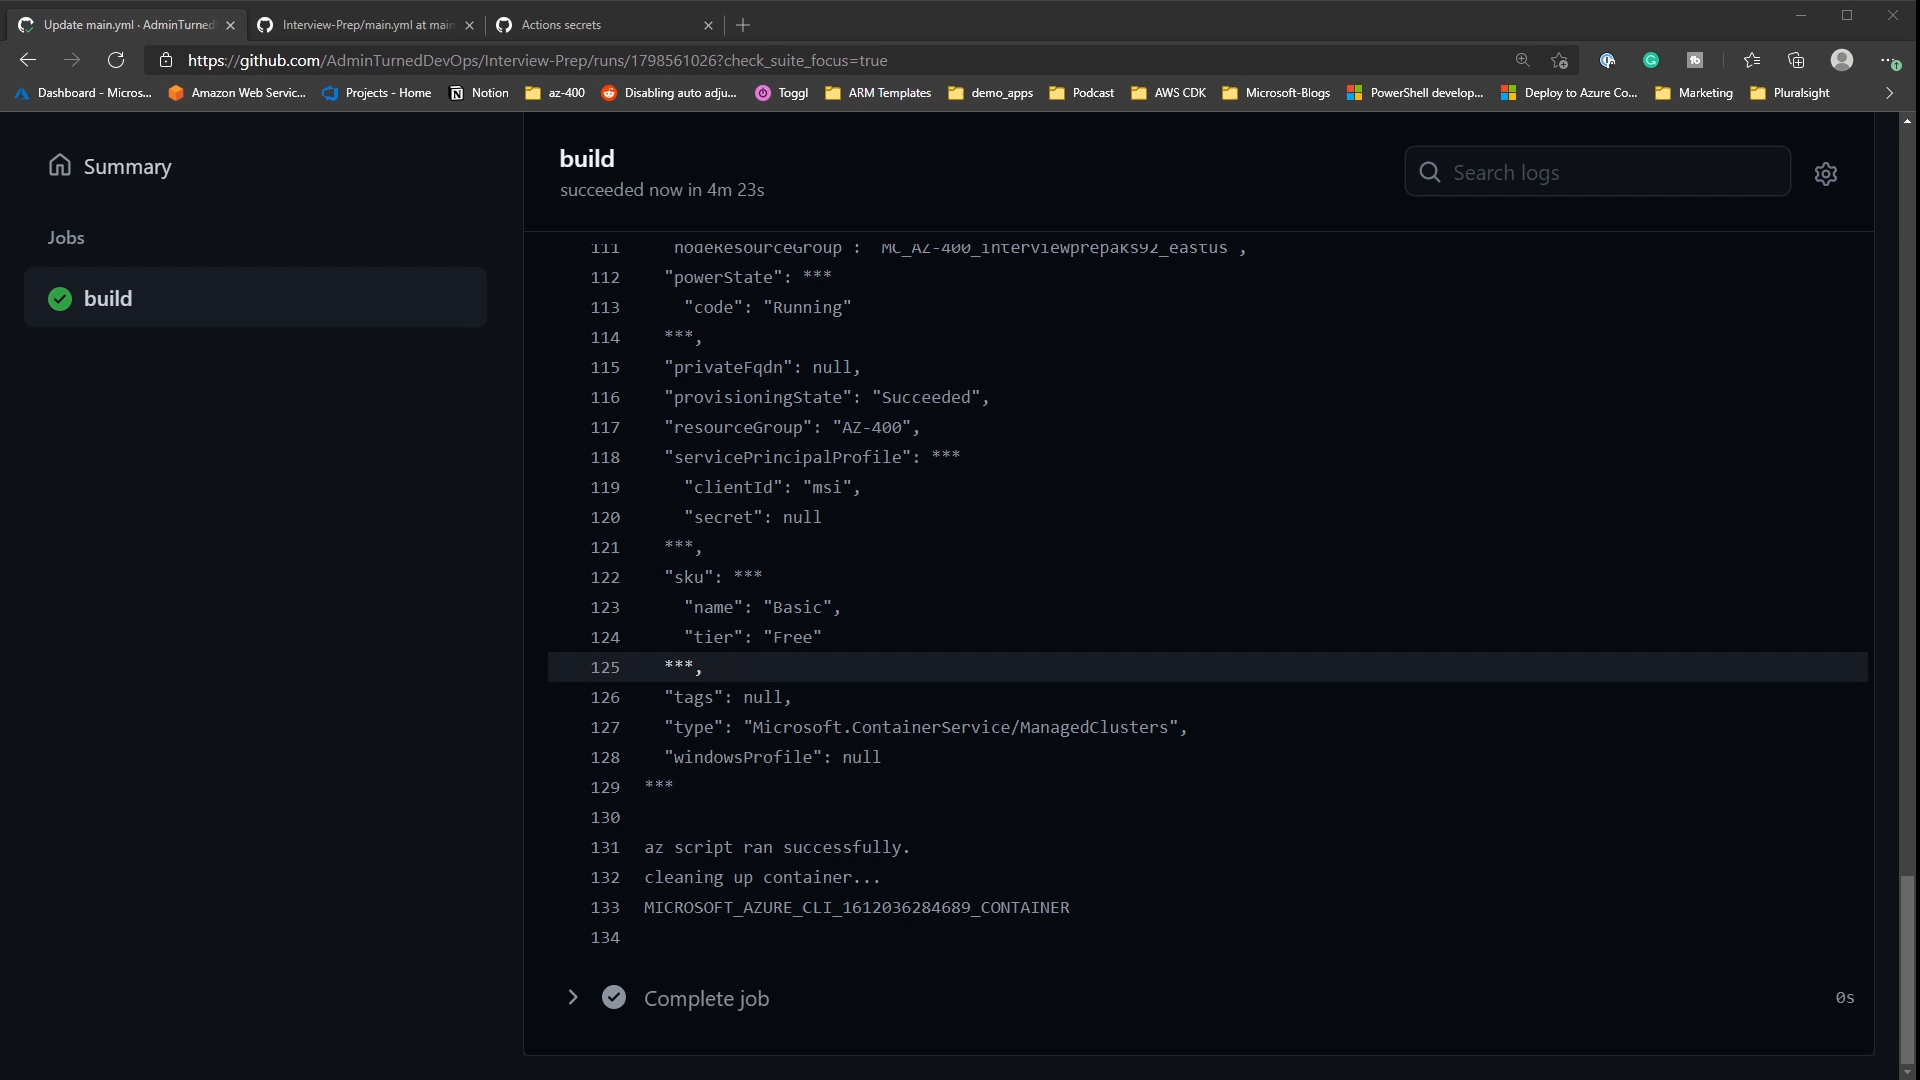 Update main.yml · AdminTurned
Interview-Prep/main.yml at main
Actions secrets
https://github.com/AdminTurnedDevOps/Interview-Prep/runs/1798561026?check_suite_focus=true
Dashboard - Micros...
Amazon Web Servic...
Projects - Home
Notion
az-400
Disabling auto adju...
Toggl
ARM Templates
demo_apps
Podcast
AWS CDK
Microsoft-Blogs
PowerShell develop...
Deploy to Azure Co...
Marketing
Pluralsight
Summary
Jobs
build
build
succeeded now in 4m 23s
Search logs
111 "nodeResourceGroup": "MC_AZ-400_interviewprepaks92_eastus",
112 "powerState": ***
113 "code": "Running"
114 ***,
115 "privateFqdn": null,
116 "provisioningState": "Succeeded",
117 "resourceGroup": "AZ-400",
118 "servicePrincipalProfile": ***
119 "clientId": "msi",
120 "secret": null
121 ***,
122 "sku": ***
123 "name": "Basic",
124 "tier": "Free"
125 ***,
126 "tags": null,
127 "type": "Microsoft.ContainerService/ManagedClusters",
128 "windowsProfile": null
129 ***
130
131 az script ran successfully.
132 cleaning up container...
133 MICROSOFT_AZURE_CLI_1612036284689_CONTAINER
134
Complete job
0s